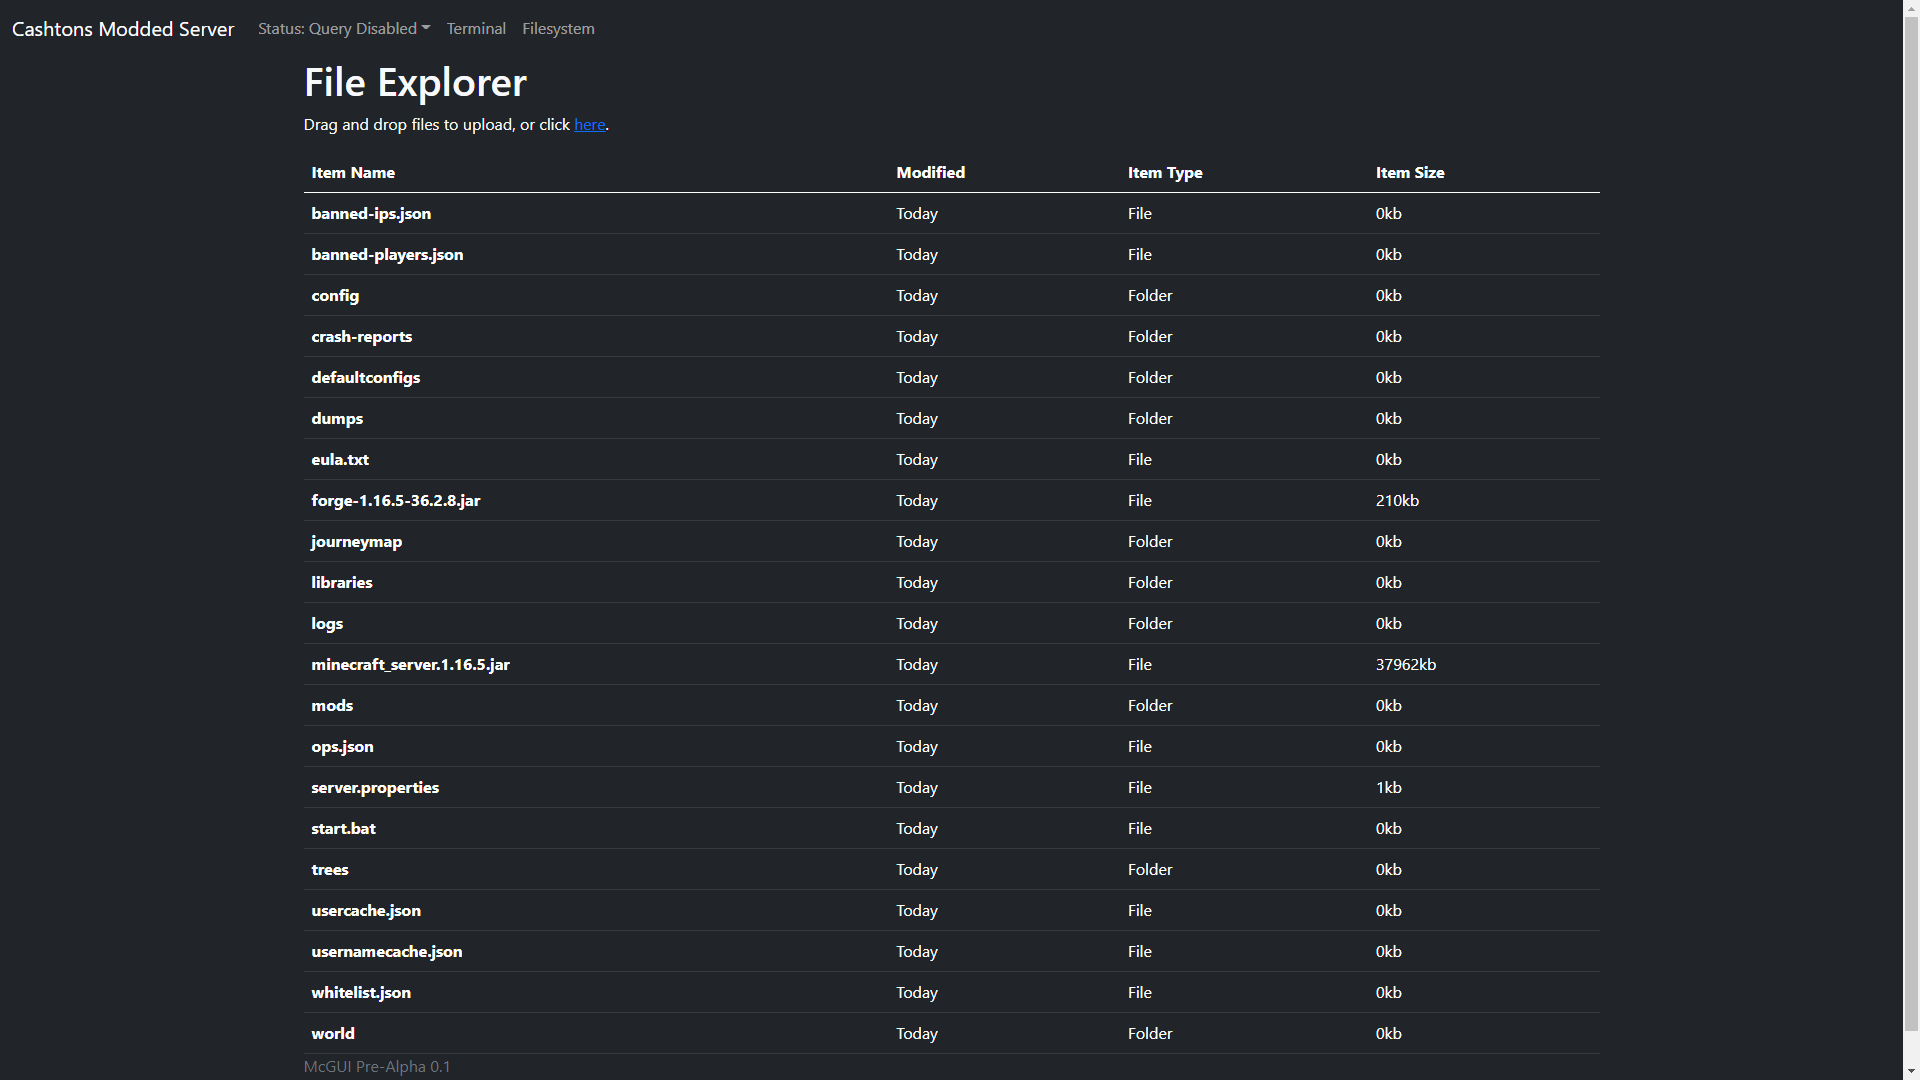 Cashtons Modded Server Status: Query Disabled Terminal Filesystem
File Explorer
Drag and drop files to upload, or click here.
Item Name Modified Item Type Item Size
banned-ips.json Today File 0kb
banned-players.json Today File 0kb
config Today Folder 0kb
crash-reports Today Folder 0kb
defaultconfigs Today Folder 0kb
dumps Today Folder 0kb
eula.txt Today File 0kb
forge-1.16.5-36.2.8.jar Today File 210kb
journeymap Today Folder 0kb
libraries Today Folder 0kb
logs Today Folder 0kb
minecraft_server.1.16.5.jar Today File 37962kb
mods Today Folder 0kb
ops.json Today File 0kb
server.properties Today File 1kb
start.bat Today File 0kb
trees Today Folder 0kb
usercache.json Today File 0kb
usernamecache.json Today File 0kb
whitelist.json Today File 0kb
world Today Folder 0kb
McGUI Pre-Alpha 0.1